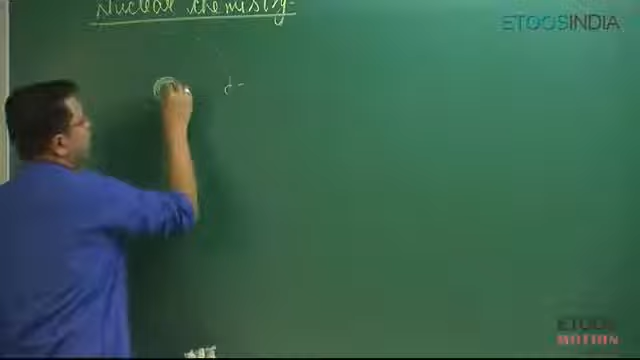 Nuclear chemistry.
ETOOSINDIA
d-
ETOOS
MOTION